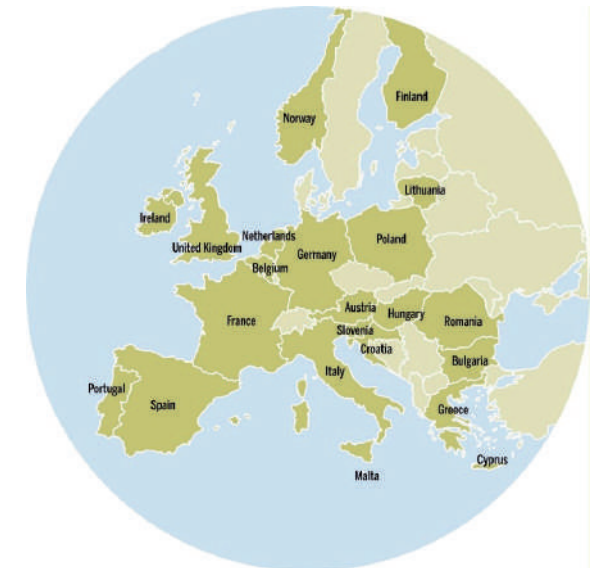 Finland
Norway
Lithuania
Ireland
Netherlands
United Kingdom
Poland
Germany
Belgium
Austria
Hungary
France
Romania
Slovenia
Croatia
Bulgaria
Italy
Portugal
Spain
Greece
Cyprus
Malta